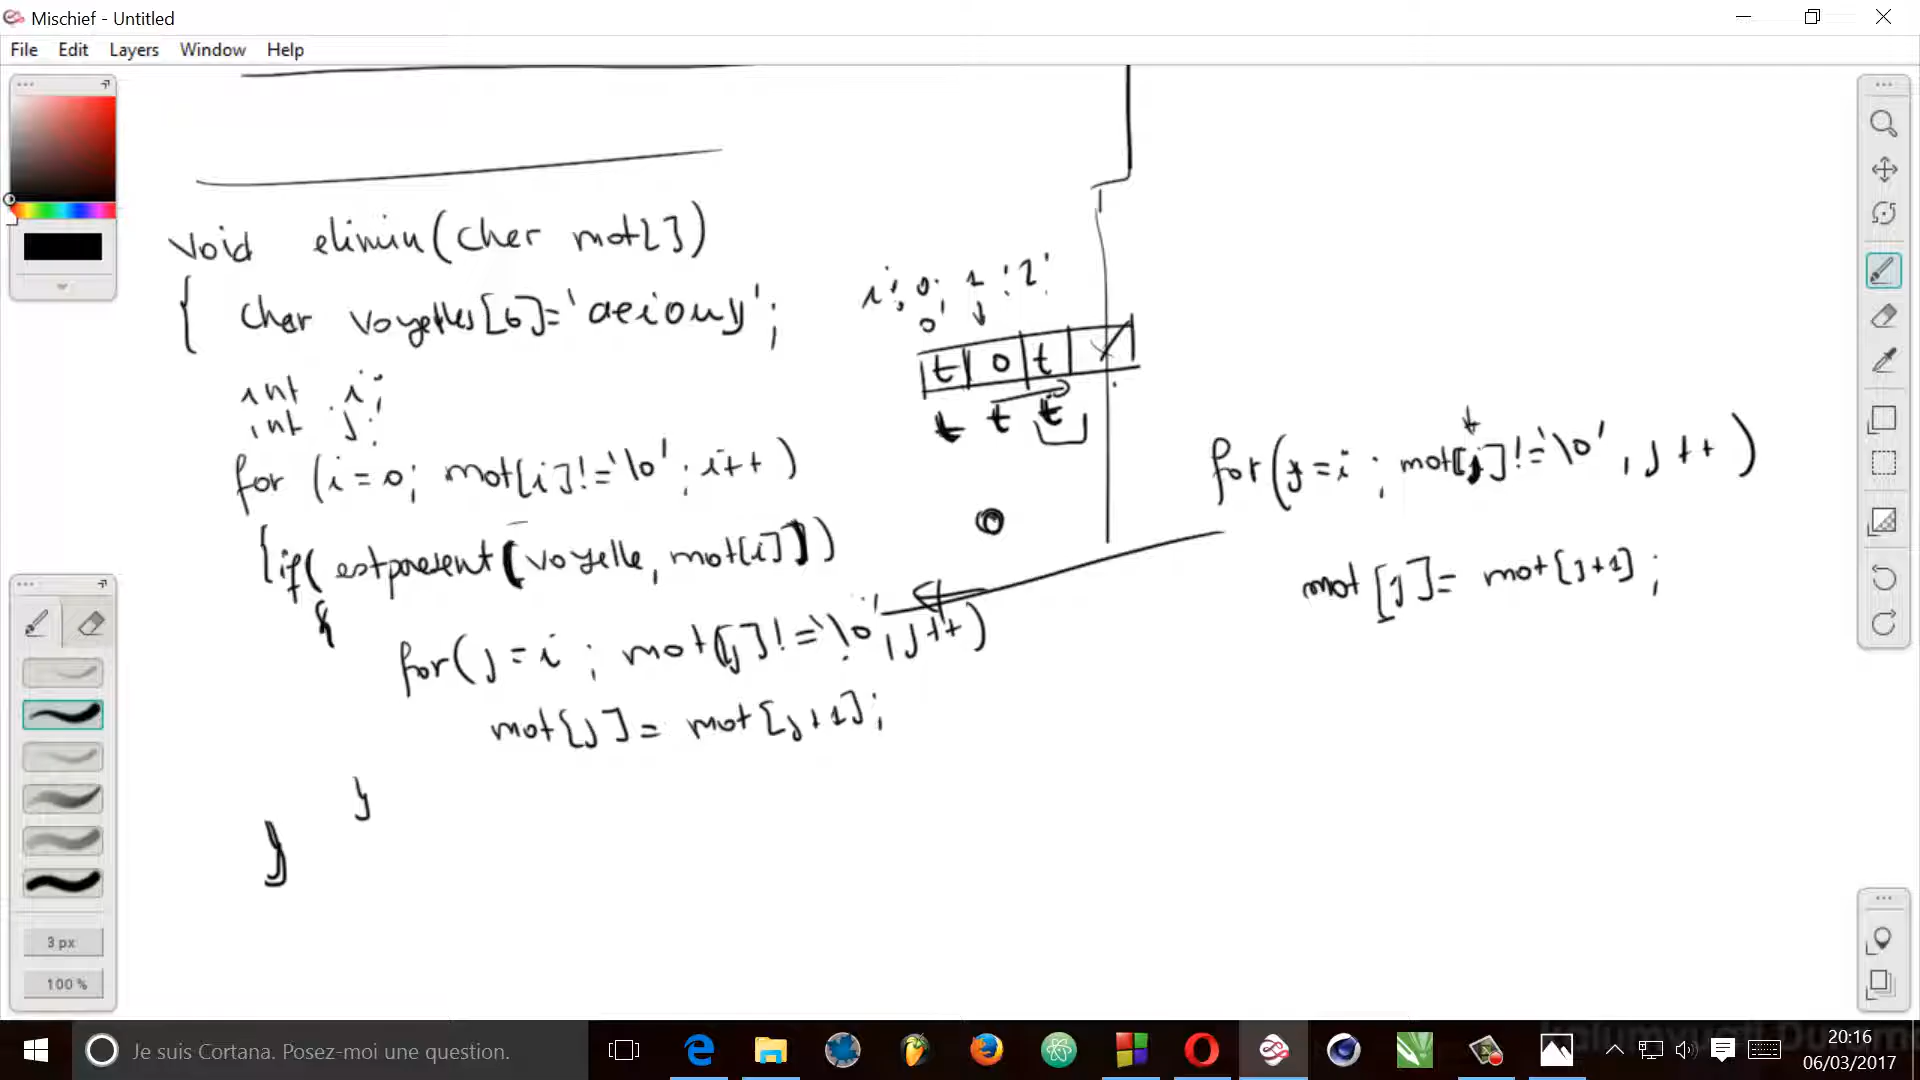 Mischief - Untitled
File Edit Layers Window Help
void elimin(char mot[])
{ char voyelles[6]='aeiouy';
int i;
int j;
for (i=0; mot[i]!='\0'; i++)
{if( estpresent(voyelle, mot[i]))
{
for(j=i ; mot[j]!='\0', j++)
mot[j]= mot[j+1];
}
}
i: 0; 1 ; 2;
0
t o t
t t t
0
for(j=i ; mot[j]!='\0', j++)
mot[j]= mot[j+1];
3 px
100 %
Je suis Cortana. Posez-moi une question.
20:16
06/03/2017